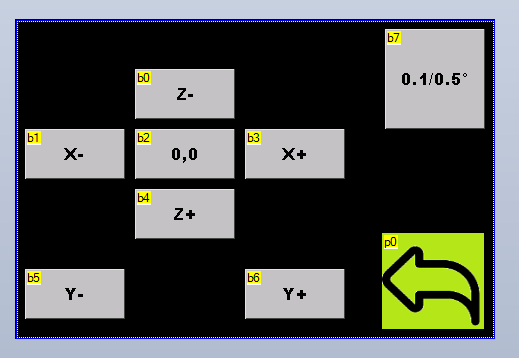 b7
0.1/0.5°
b0
Z-
b1
X-
b2
0,0
b3
X+
b4
Z+
p0
b5
Y-
b6
Y+